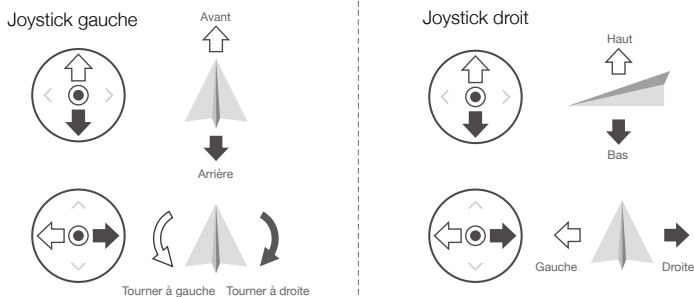 Joystick gauche
Avant
Arrière
Tourner à gauche
Tourner à droite
Joystick droit
Haut
Bas
Gauche
Droite